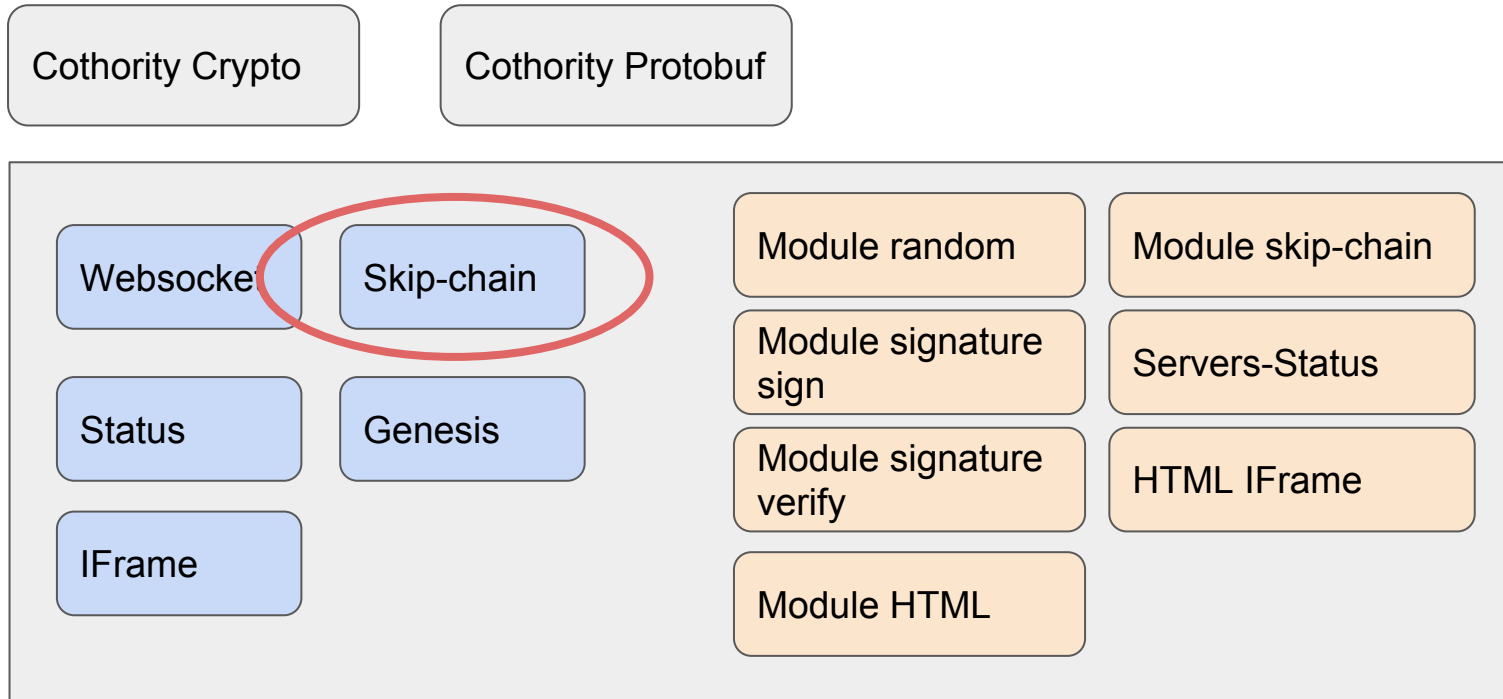 Cothority Crypto
Cothority Protobuf
Websocket
Skip-chain
Status
Genesis
IFrame
Module random
Module skip-chain
Module signature
sign
Servers-Status
Module signature
verify
HTML IFrame
Module HTML